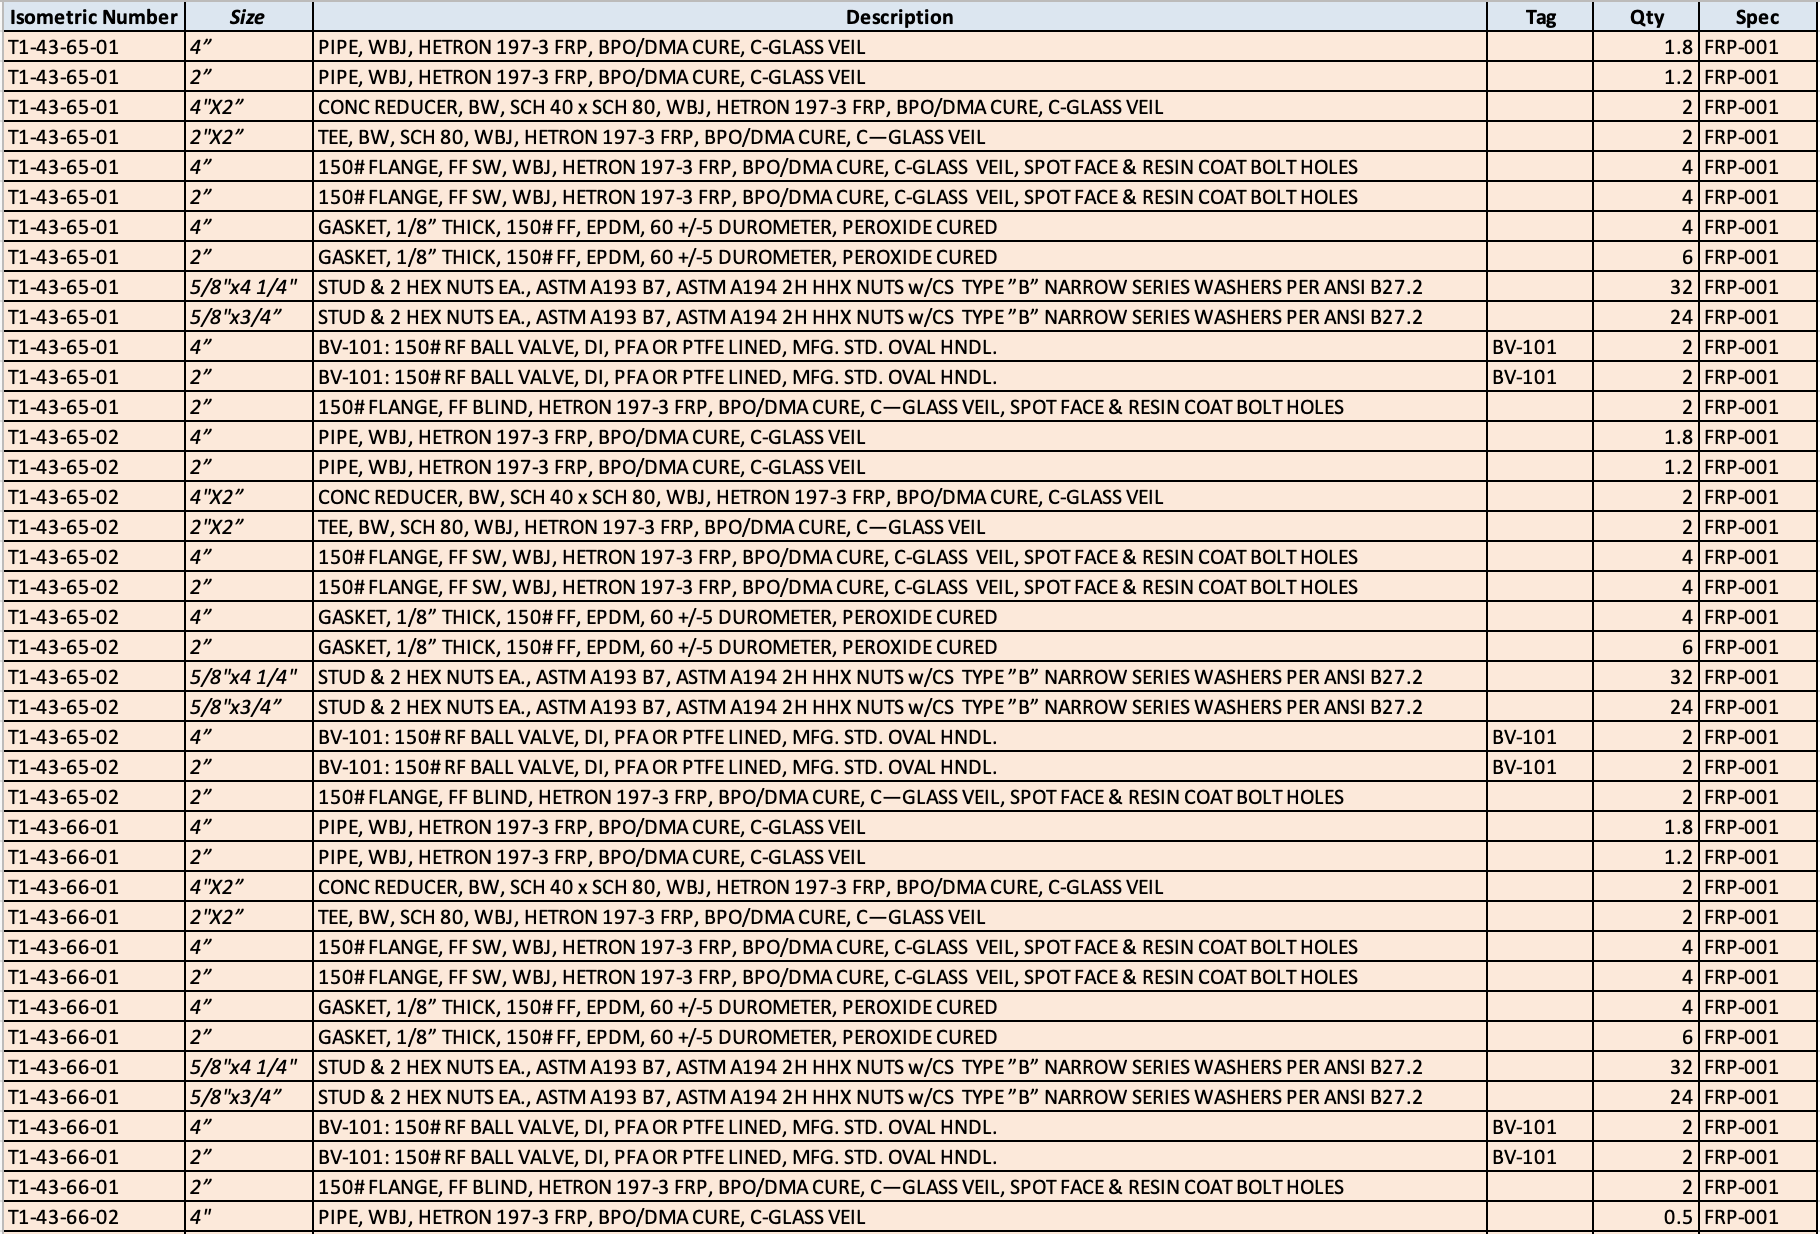 Isometric Number Size Description Tag Qty Spec
T1-43-65-01 4” PIPE, WBJ, HETRON 197-3 FRP, BPO/DMA CURE, C-GLASS VEIL 1.8 FRP-001
T1-43-65-01 2” PIPE, WBJ, HETRON 197-3 FRP, BPO/DMA CURE, C-GLASS VEIL 1.2 FRP-001
T1-43-65-01 4"X2” CONC REDUCER, BW, SCH 40 x SCH 80, WBJ, HETRON 197-3 FRP, BPO/DMA CURE, C-GLASS VEIL 2 FRP-001
T1-43-65-01 2"X2” TEE, BW, SCH 80, WBJ, HETRON 197-3 FRP, BPO/DMA CURE, C—GLASS VEIL 2 FRP-001
T1-43-65-01 4” 150# FLANGE, FF SW, WBJ, HETRON 197-3 FRP, BPO/DMA CURE, C-GLASS VEIL, SPOT FACE & RESIN COAT BOLT HOLES 4 FRP-001
T1-43-65-01 2” 150# FLANGE, FF SW, WBJ, HETRON 197-3 FRP, BPO/DMA CURE, C-GLASS VEIL, SPOT FACE & RESIN COAT BOLT HOLES 4 FRP-001
T1-43-65-01 4” GASKET, 1/8” THICK, 150# FF, EPDM, 60 +/-5 DUROMETER, PEROXIDE CURED 4 FRP-001
T1-43-65-01 2” GASKET, 1/8” THICK, 150# FF, EPDM, 60 +/-5 DUROMETER, PEROXIDE CURED 6 FRP-001
T1-43-65-01 5/8"x4 1/4" STUD & 2 HEX NUTS EA., ASTM A193 B7, ASTM A194 2H HHX NUTS w/CS TYPE ”B” NARROW SERIES WASHERS PER ANSI B27.2 32 FRP-001
T1-43-65-01 5/8"x3/4” STUD & 2 HEX NUTS EA., ASTM A193 B7, ASTM A194 2H HHX NUTS w/CS TYPE ”B” NARROW SERIES WASHERS PER ANSI B27.2 24 FRP-001
T1-43-65-01 4” BV-101: 150# RF BALL VALVE, DI, PFA OR PTFE LINED, MFG. STD. OVAL HNDL. BV-101 2 FRP-001
T1-43-65-01 2” BV-101: 150# RF BALL VALVE, DI, PFA OR PTFE LINED, MFG. STD. OVAL HNDL. BV-101 2 FRP-001
T1-43-65-01 2” 150# FLANGE, FF BLIND, HETRON 197-3 FRP, BPO/DMA CURE, C—GLASS VEIL, SPOT FACE & RESIN COAT BOLT HOLES 2 FRP-001
T1-43-65-02 4” PIPE, WBJ, HETRON 197-3 FRP, BPO/DMA CURE, C-GLASS VEIL 1.8 FRP-001
T1-43-65-02 2” PIPE, WBJ, HETRON 197-3 FRP, BPO/DMA CURE, C-GLASS VEIL 1.2 FRP-001
T1-43-65-02 4"X2” CONC REDUCER, BW, SCH 40 x SCH 80, WBJ, HETRON 197-3 FRP, BPO/DMA CURE, C-GLASS VEIL 2 FRP-001
T1-43-65-02 2"X2” TEE, BW, SCH 80, WBJ, HETRON 197-3 FRP, BPO/DMA CURE, C—GLASS VEIL 2 FRP-001
T1-43-65-02 4” 150# FLANGE, FF SW, WBJ, HETRON 197-3 FRP, BPO/DMA CURE, C-GLASS VEIL, SPOT FACE & RESIN COAT BOLT HOLES 4 FRP-001
T1-43-65-02 2” 150# FLANGE, FF SW, WBJ, HETRON 197-3 FRP, BPO/DMA CURE, C-GLASS VEIL, SPOT FACE & RESIN COAT BOLT HOLES 4 FRP-001
T1-43-65-02 4” GASKET, 1/8” THICK, 150# FF, EPDM, 60 +/-5 DUROMETER, PEROXIDE CURED 4 FRP-001
T1-43-65-02 2” GASKET, 1/8” THICK, 150# FF, EPDM, 60 +/-5 DUROMETER, PEROXIDE CURED 6 FRP-001
T1-43-65-02 5/8"x4 1/4" STUD & 2 HEX NUTS EA., ASTM A193 B7, ASTM A194 2H HHX NUTS w/CS TYPE ”B” NARROW SERIES WASHERS PER ANSI B27.2 32 FRP-001
T1-43-65-02 5/8"x3/4” STUD & 2 HEX NUTS EA., ASTM A193 B7, ASTM A194 2H HHX NUTS w/CS TYPE ”B” NARROW SERIES WASHERS PER ANSI B27.2 24 FRP-001
T1-43-65-02 4” BV-101: 150# RF BALL VALVE, DI, PFA OR PTFE LINED, MFG. STD. OVAL HNDL. BV-101 2 FRP-001
T1-43-65-02 2” BV-101: 150# RF BALL VALVE, DI, PFA OR PTFE LINED, MFG. STD. OVAL HNDL. BV-101 2 FRP-001
T1-43-65-02 2” 150# FLANGE, FF BLIND, HETRON 197-3 FRP, BPO/DMA CURE, C—GLASS VEIL, SPOT FACE & RESIN COAT BOLT HOLES 2 FRP-001
T1-43-66-01 4” PIPE, WBJ, HETRON 197-3 FRP, BPO/DMA CURE, C-GLASS VEIL 1.8 FRP-001
T1-43-66-01 2” PIPE, WBJ, HETRON 197-3 FRP, BPO/DMA CURE, C-GLASS VEIL 1.2 FRP-001
T1-43-66-01 4"X2” CONC REDUCER, BW, SCH 40 x SCH 80, WBJ, HETRON 197-3 FRP, BPO/DMA CURE, C-GLASS VEIL 2 FRP-001
T1-43-66-01 2"X2” TEE, BW, SCH 80, WBJ, HETRON 197-3 FRP, BPO/DMA CURE, C—GLASS VEIL 2 FRP-001
T1-43-66-01 4” 150# FLANGE, FF SW, WBJ, HETRON 197-3 FRP, BPO/DMA CURE, C-GLASS VEIL, SPOT FACE & RESIN COAT BOLT HOLES 4 FRP-001
T1-43-66-01 2” 150# FLANGE, FF SW, WBJ, HETRON 197-3 FRP, BPO/DMA CURE, C-GLASS VEIL, SPOT FACE & RESIN COAT BOLT HOLES 4 FRP-001
T1-43-66-01 4” GASKET, 1/8” THICK, 150# FF, EPDM, 60 +/-5 DUROMETER, PEROXIDE CURED 4 FRP-001
T1-43-66-01 2” GASKET, 1/8” THICK, 150# FF, EPDM, 60 +/-5 DUROMETER, PEROXIDE CURED 6 FRP-001
T1-43-66-01 5/8"x4 1/4" STUD & 2 HEX NUTS EA., ASTM A193 B7, ASTM A194 2H HHX NUTS w/CS TYPE ”B” NARROW SERIES WASHERS PER ANSI B27.2 32 FRP-001
T1-43-66-01 5/8"x3/4” STUD & 2 HEX NUTS EA., ASTM A193 B7, ASTM A194 2H HHX NUTS w/CS TYPE ”B” NARROW SERIES WASHERS PER ANSI B27.2 24 FRP-001
T1-43-66-01 4” BV-101: 150# RF BALL VALVE, DI, PFA OR PTFE LINED, MFG. STD. OVAL HNDL. BV-101 2 FRP-001
T1-43-66-01 2” BV-101: 150# RF BALL VALVE, DI, PFA OR PTFE LINED, MFG. STD. OVAL HNDL. BV-101 2 FRP-001
T1-43-66-01 2” 150# FLANGE, FF BLIND, HETRON 197-3 FRP, BPO/DMA CURE, C—GLASS VEIL, SPOT FACE & RESIN COAT BOLT HOLES 2 FRP-001
T1-43-66-02 4" PIPE, WBJ, HETRON 197-3 FRP, BPO/DMA CURE, C-GLASS VEIL 0.5 FRP-001